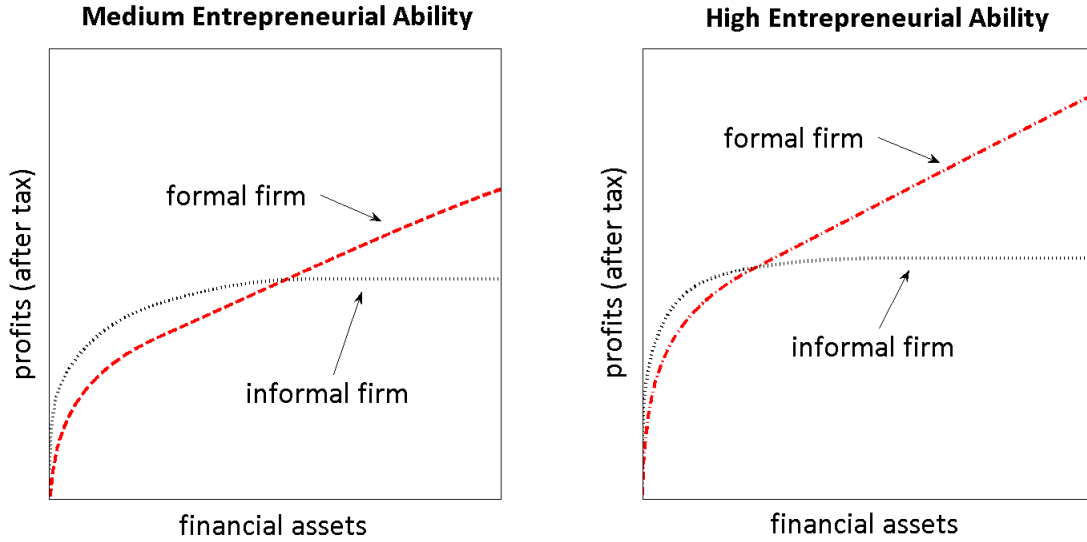 Medium Entrepreneurial Ability
profits (after tax)
formal firm
informal firm
financial assets
High Entrepreneurial Ability
profits (after tax)
formal firm
informal firm
financial assets